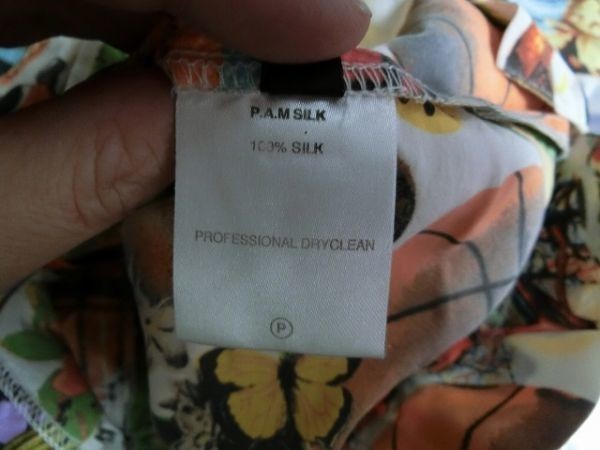 P.A.M SILK
100% SILK
PROFESSIONAL DRYCLEAN
P